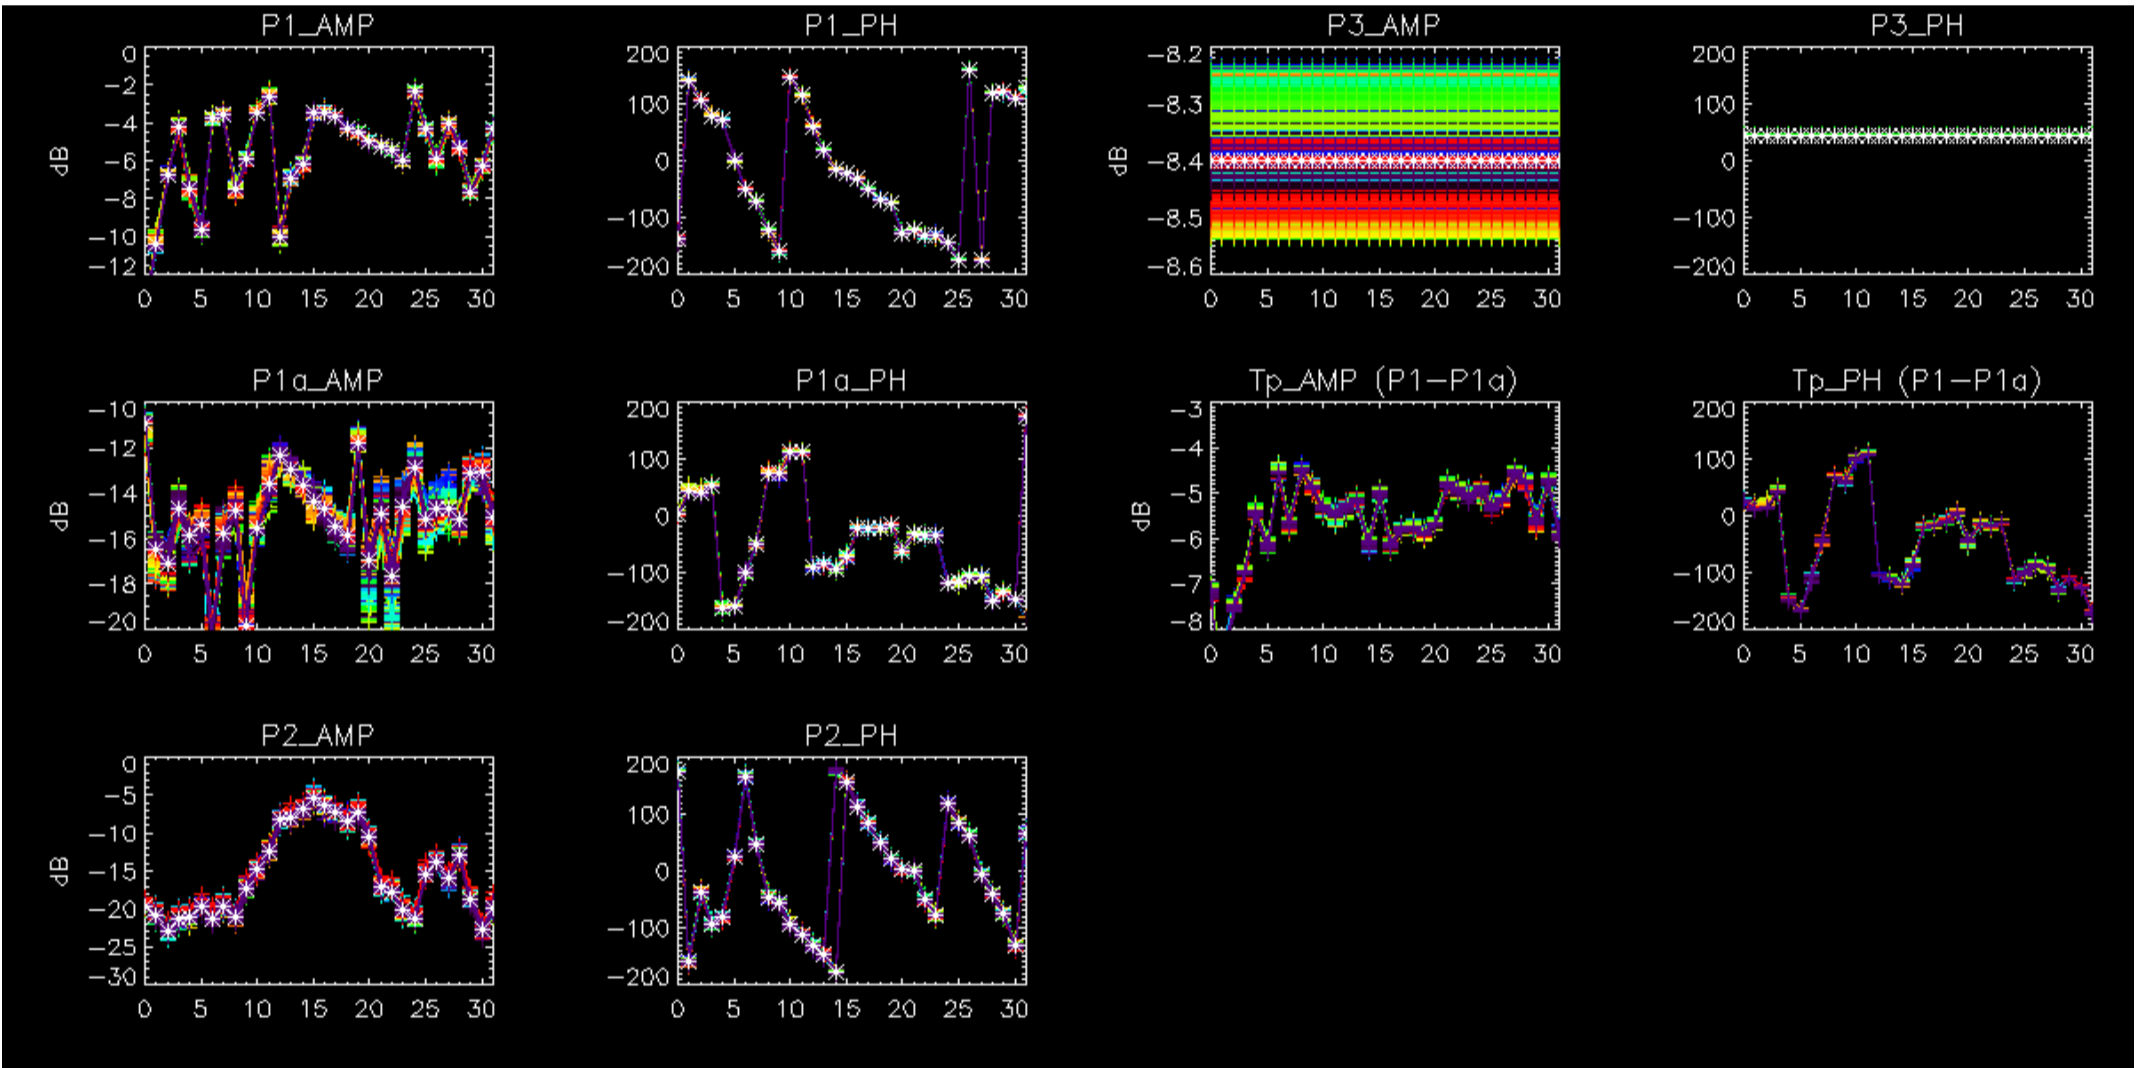 P1_AMP
P1_PH
P3_AMP
P3_PH
0
-2
-4
-6
-8
-10
-12
dB
0 5 10 15 20 25 30
200
100
0
-100
-200
0 5 10 15 20 25 30
-8.2
-8.3
-8.4
-8.5
-8.6
dB
0 5 10 15 20 25 30
200
100
0
-100
-200
0 5 10 15 20 25 30
P1a_AMP
P1a_PH
Tp_AMP (P1-P1a)
Tp_PH (P1-P1a)
-10
-12
-14
-16
-18
-20
dB
0 5 10 15 20 25 30
200
100
0
-100
-200
0 5 10 15 20 25 30
-3
-4
-5
-6
-7
-8
dB
0 5 10 15 20 25 30
200
100
0
-100
-200
0 5 10 15 20 25 30
P2_AMP
P2_PH
0
-5
-10
-15
-20
-25
-30
dB
0 5 10 15 20 25 30
200
100
0
-100
-200
0 5 10 15 20 25 30